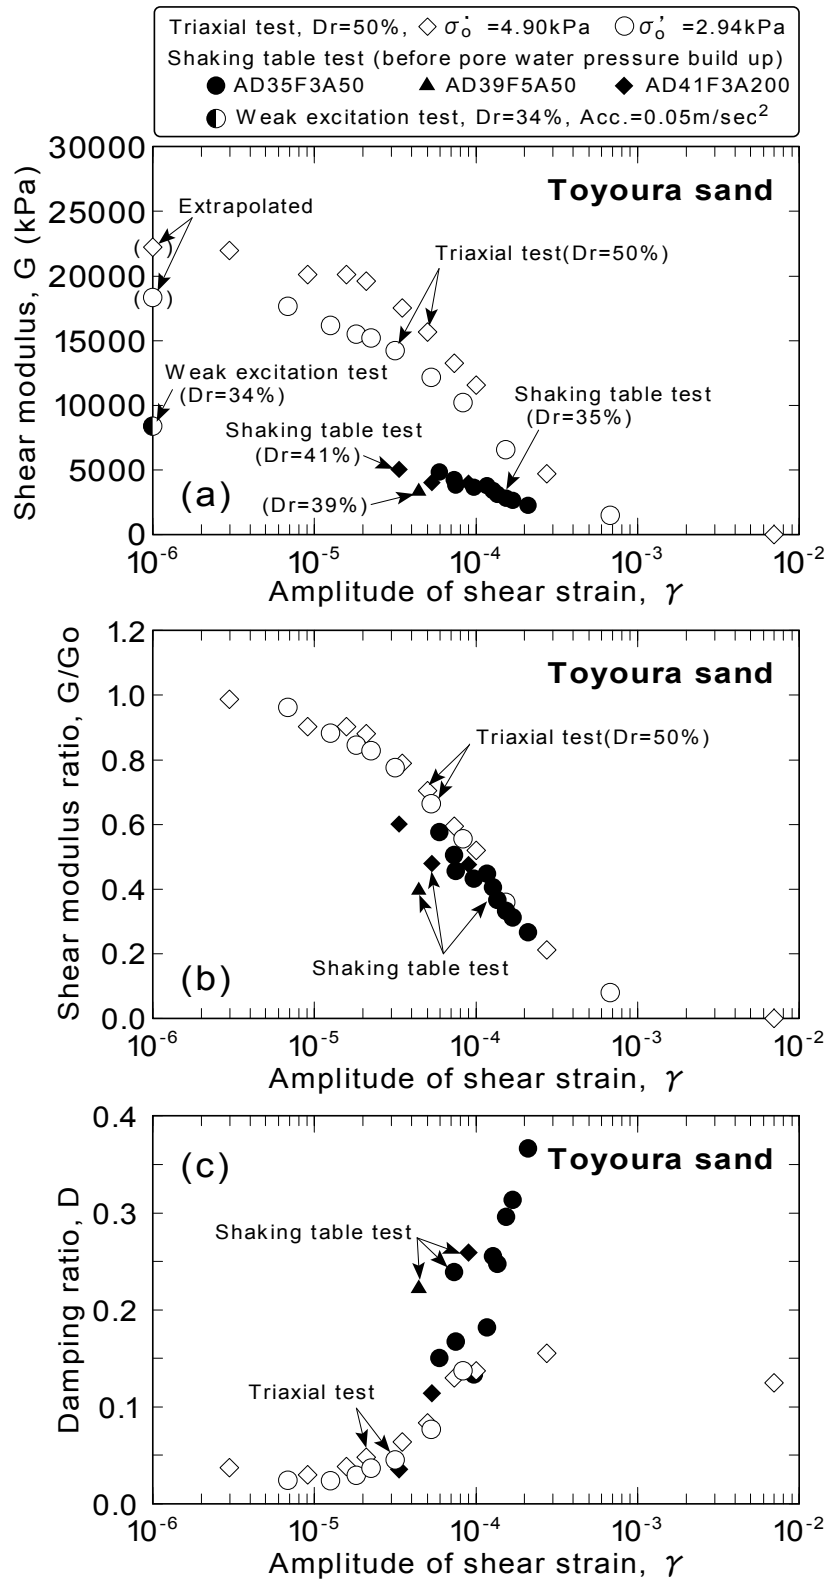 Triaxial test, Dr=50%, ◇ σₒ˙=4.90kPa ○ σₒ’=2.94kPa
Shaking table test (before pore water pressure build up)
● AD35F3A50 ▲ AD39F5A50 ◆ AD41F3A200
◐ Weak excitation test, Dr=34%, Acc.=0.05m/sec²
Shear modulus, G (kPa)
30000
25000
20000
15000
10000
5000
0
Toyoura sand
Extrapolated
( )
( )
Triaxial test(Dr=50%)
Weak excitation test
(Dr=34%)
Shaking table test
(Dr=35%)
Shaking table test
(Dr=41%)
(Dr=39%)
(a)
10⁻⁶ 10⁻⁵ 10⁻⁴ 10⁻³ 10⁻²
Amplitude of shear strain, γ
Shear modulus ratio, G/Go
1.2
1.0
0.8
0.6
0.4
0.2
0.0
Toyoura sand
Triaxial test(Dr=50%)
Shaking table test
(b)
10⁻⁶ 10⁻⁵ 10⁻⁴ 10⁻³ 10⁻²
Amplitude of shear strain, γ
Damping ratio, D
0.4
0.3
0.2
0.1
0.0
(c)
Toyoura sand
Shaking table test
Triaxial test
10⁻⁶ 10⁻⁵ 10⁻⁴ 10⁻³ 10⁻²
Amplitude of shear strain, γ